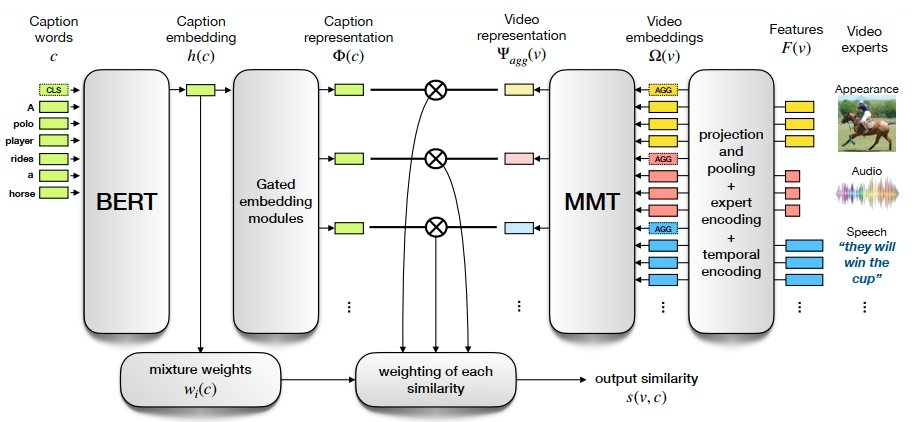 Caption
words
c
Caption
embedding
h(c)
Caption
representation
Φ(c)
Video
representation
Ψagg(v)
Video
embeddings
Ω(v)
Features
F(v)
Video
experts
CLS
A
polo
player
rides
a
horse
BERT
Gated
embedding
modules
MMT
AGG
AGG
AGG
projection
and
pooling
+
expert
encoding
+
temporal
encoding
Appearance
Audio
Speech
“they will
win the
cup”
mixture weights
wi(c)
weighting of each
similarity
output similarity
s(v, c)